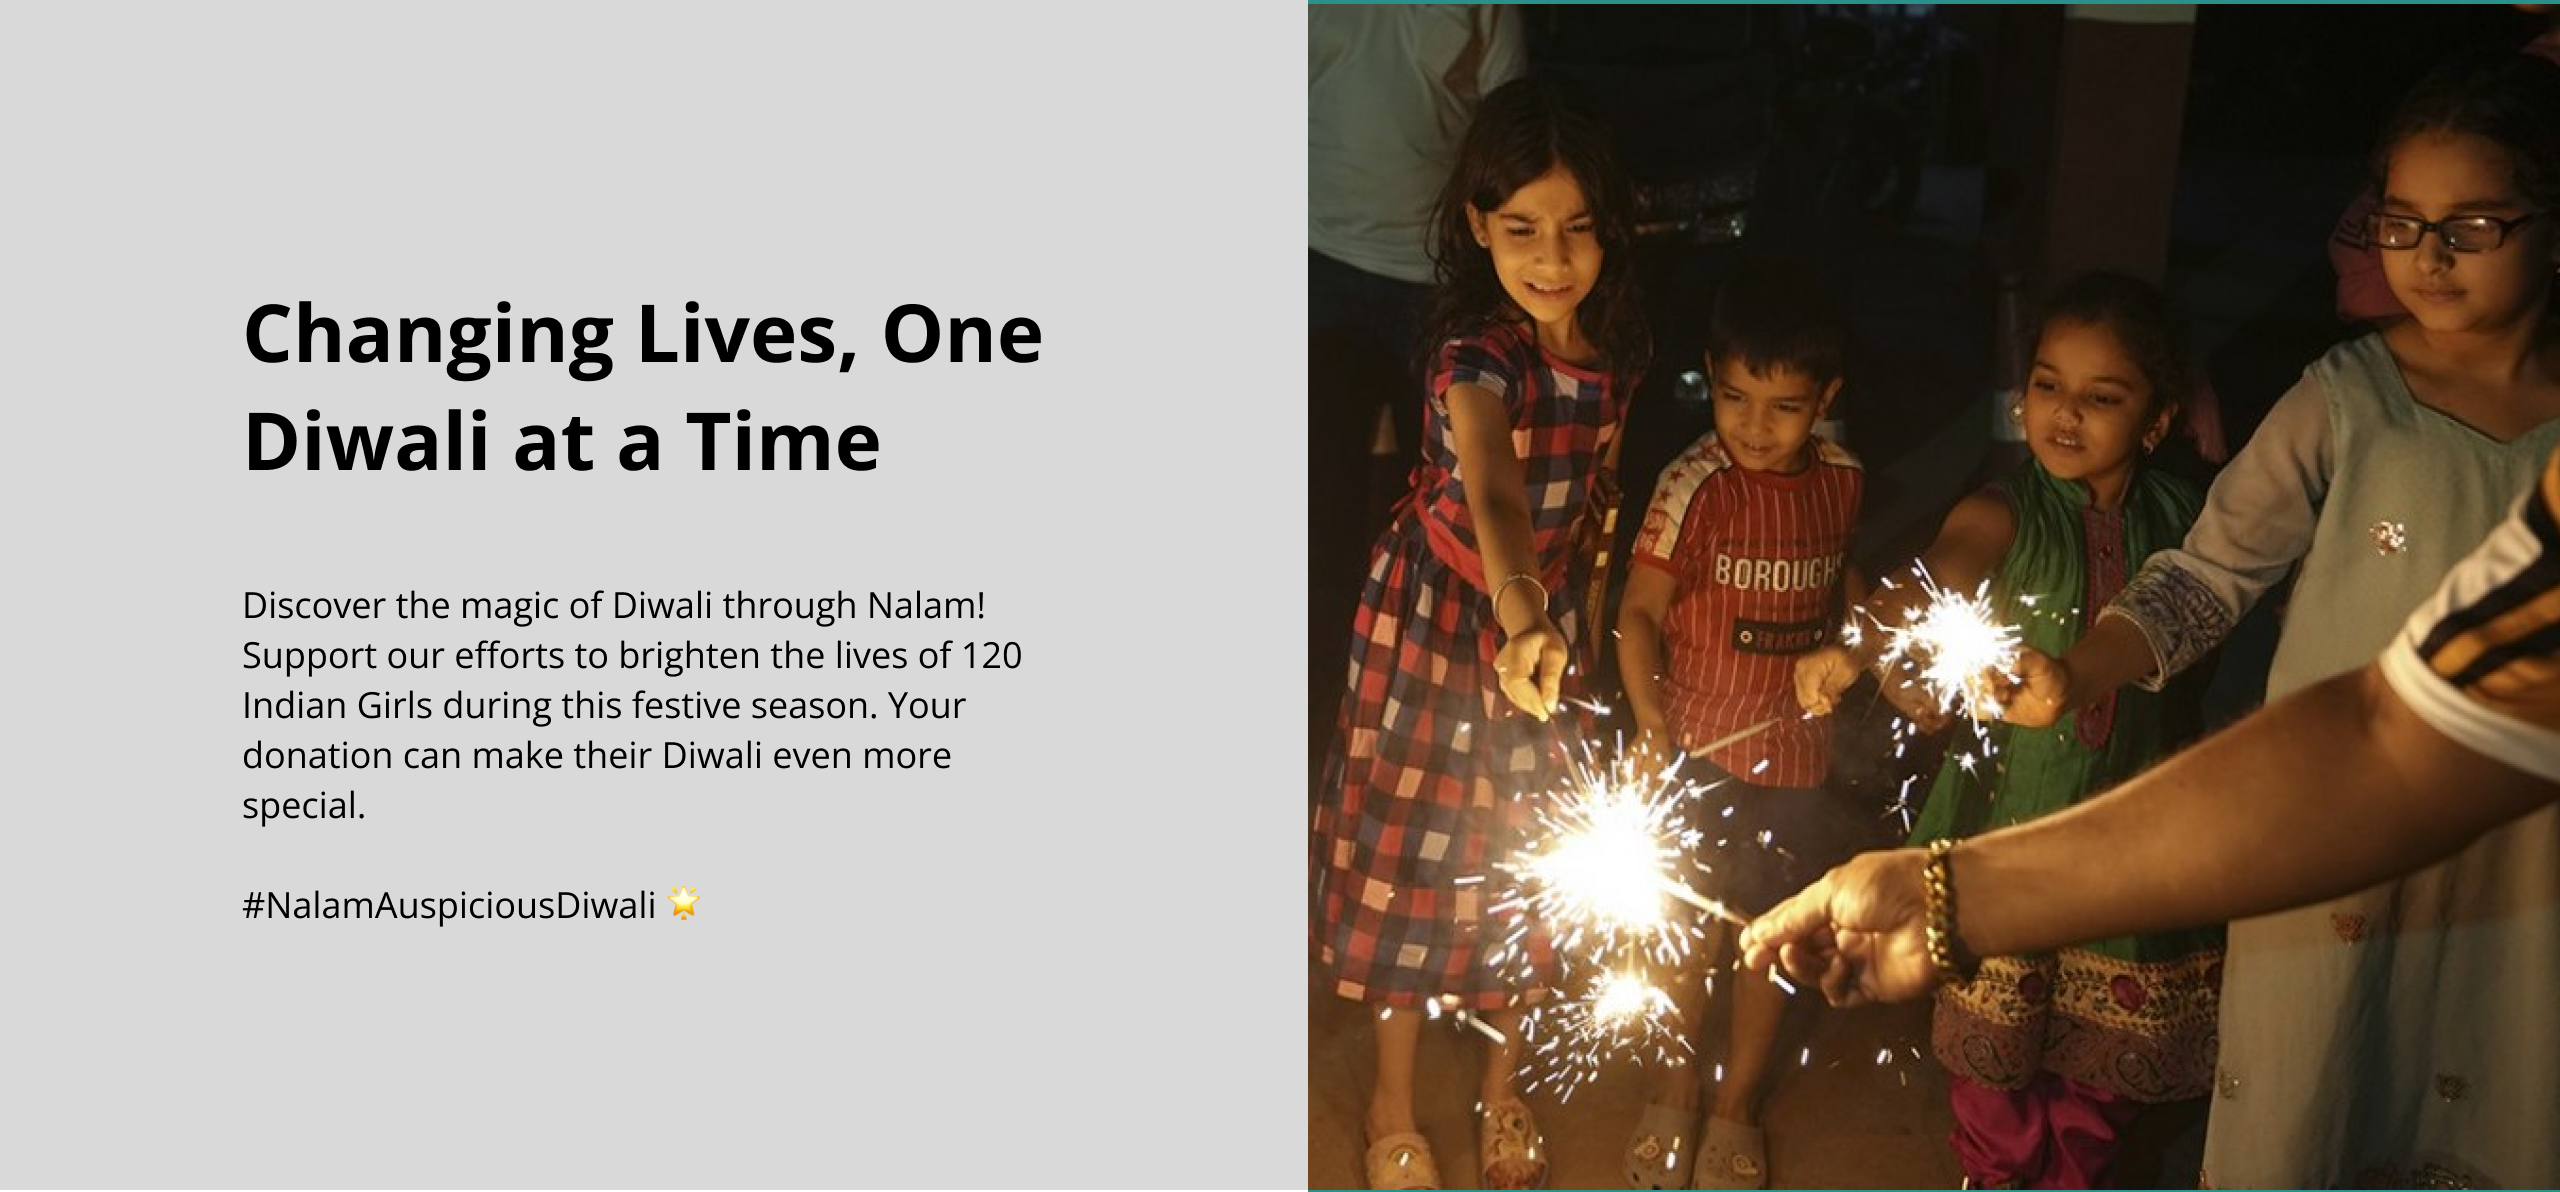 Changing Lives, One
Diwali at a Time
Discover the magic of Diwali through Nalam!
Support our efforts to brighten the lives of 120
Indian Girls during this festive season. Your
donation can make their Diwali even more
special.
#NalamAuspiciousDiwali 🌟
BOROUGH